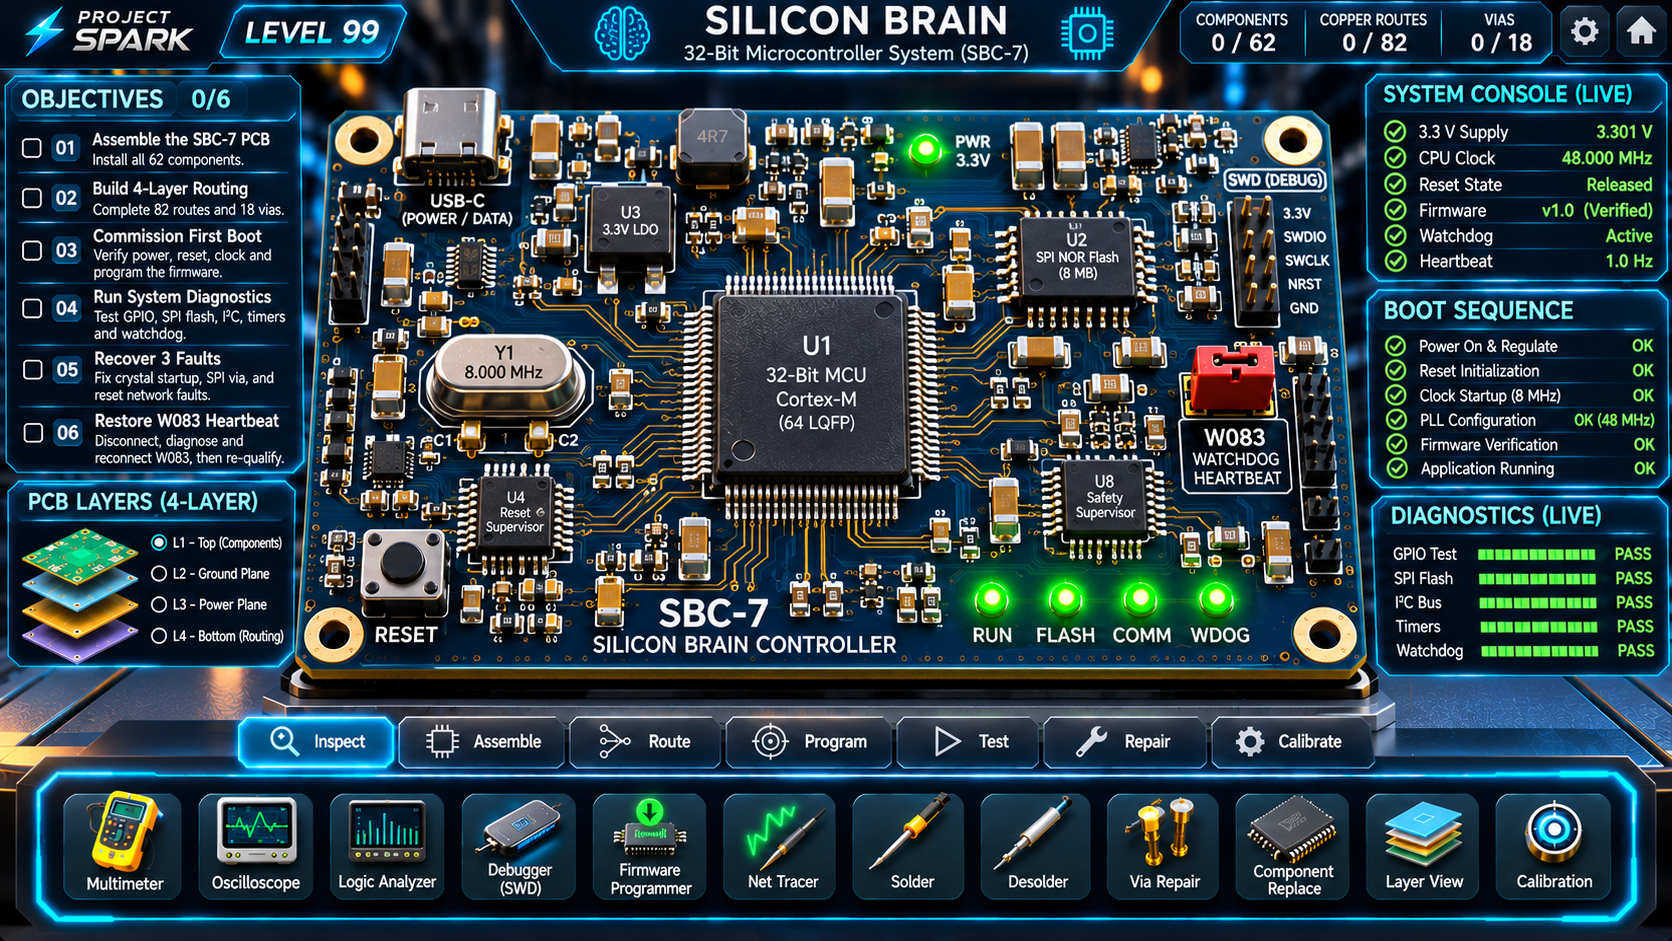 PROJECT
SPARK
LEVEL 99
SILICON BRAIN
32-Bit Microcontroller System (SBC-7)
COMPONENTS
0 / 62
COPPER ROUTES
0 / 82
VIAS
0 / 18
OBJECTIVES 0/6
01 Assemble the SBC-7 PCB
Install all 62 components.
02 Build 4-Layer Routing
Complete 82 routes and 18 vias.
03 Commission First Boot
Verify power, reset, clock and
program the firmware.
04 Run System Diagnostics
Test GPIO, SPI flash, I²C, timers
and watchdog.
05 Recover 3 Faults
Fix crystal startup, SPI via, and
reset network faults.
06 Restore W083 Heartbeat
Disconnect, diagnose and
reconnect W083, then re-qualify.
PCB LAYERS (4-LAYER)
L1 - Top (Components)
L2 - Ground Plane
L3 - Power Plane
L4 - Bottom (Routing)
USB-C
(POWER / DATA)
4R7
PWR
3.3V
U3
3.3V LDO
U2
SPI NOR Flash
(8 MB)
SWD (DEBUG)
3.3V
SWDIO
SWCLK
NRST
GND
Y1
8.000 MHz
C1
C2
U1
32-Bit MCU
Cortex-M
(64 LQFP)
W083
WATCHDOG
HEARTBEAT
U4
Reset
Supervisor
U8
Safety
Supervisor
RESET
SBC-7
SILICON BRAIN CONTROLLER
RUN
FLASH
COMM
WDOG
SYSTEM CONSOLE (LIVE)
3.3 V Supply 3.301 V
CPU Clock 48.000 MHz
Reset State Released
Firmware v1.0 (Verified)
Watchdog Active
Heartbeat 1.0 Hz
BOOT SEQUENCE
Power On & Regulate OK
Reset Initialization OK
Clock Startup (8 MHz) OK
PLL Configuration OK (48 MHz)
Firmware Verification OK
Application Running OK
DIAGNOSTICS (LIVE)
GPIO Test PASS
SPI Flash PASS
I²C Bus PASS
Timers PASS
Watchdog PASS
Inspect
Assemble
Route
Program
Test
Repair
Calibrate
Multimeter
Oscilloscope
Logic Analyzer
Debugger
(SWD)
Firmware
Programmer
Net Tracer
Solder
Desolder
Via Repair
Component
Replace
Layer View
Calibration